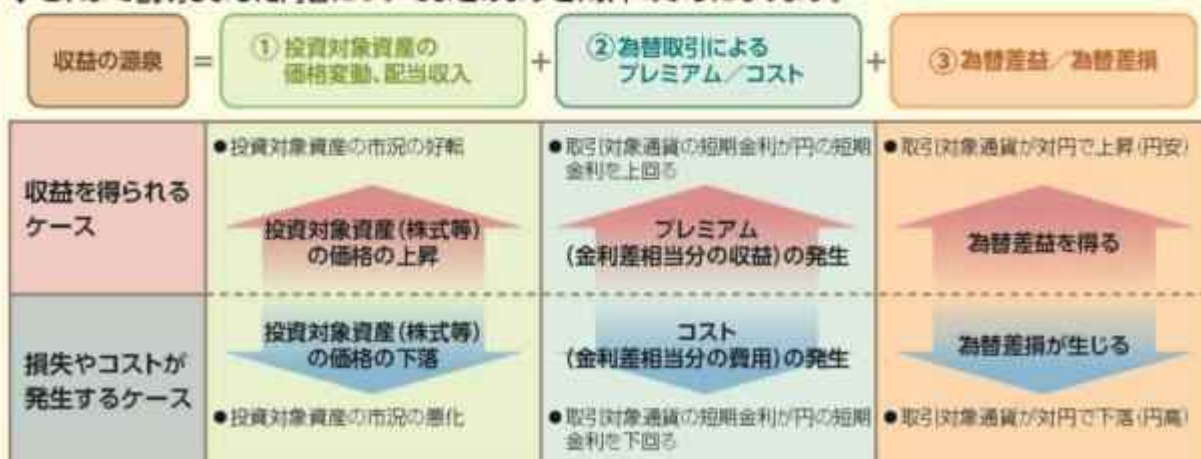 収益の源泉
=
①投資対象資産の
価格変動、配当収入
+
②為替取引による
プレミアム／コスト
+
③為替差益／為替差損
収益を得られる
ケース
●投資対象資産の市況の好転
投資対象資産(株式等)
の価格の上昇
●取引対象通貨の短期金利が円の短期
金利を上回る
プレミアム
(金利差相当分の収益)の発生
●取引対象通貨が対円で上昇(円安)
為替差益を得る
損失やコストが
発生するケース
投資対象資産(株式等)
の価格の下落
●投資対象資産の市況の悪化
コスト
(金利差相当分の費用)の発生
●取引対象通貨の短期金利が円の短期
金利を下回る
為替差損が生じる
●取引対象通貨が対円で下落(円高)